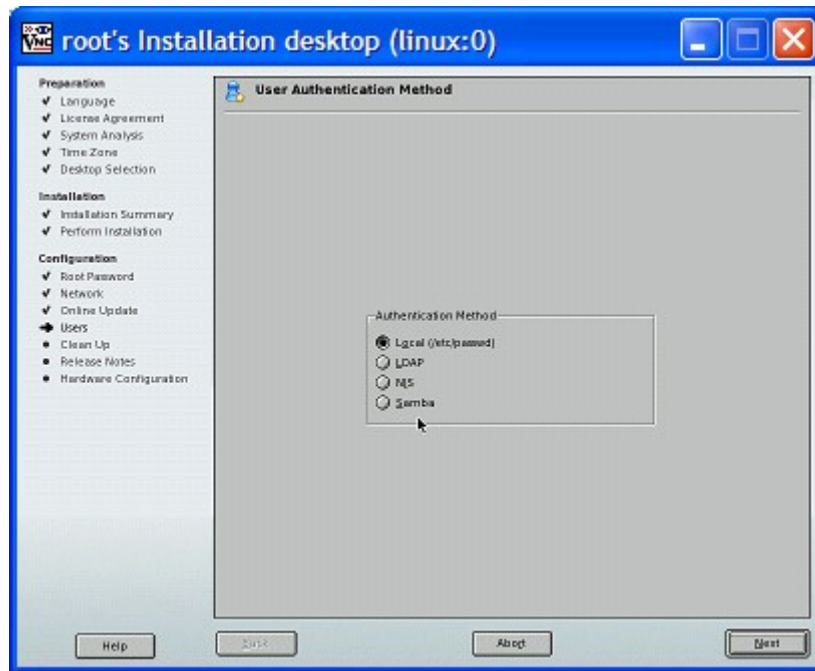 VNC root's Installation desktop (linux:0)
Preparation
Language
License Agreement
System Analysis
Time Zone
Desktop Selection
Installation
Installation Summary
Perform Installation
Configuration
Root Password
Network
Online Update
Users
Clean Up
Release Notes
Hardware Configuration
User Authentication Method
Authentication Method
Local (/etc/passwd)
LDAP
NIS
Samba
Help
Back
Abort
Next